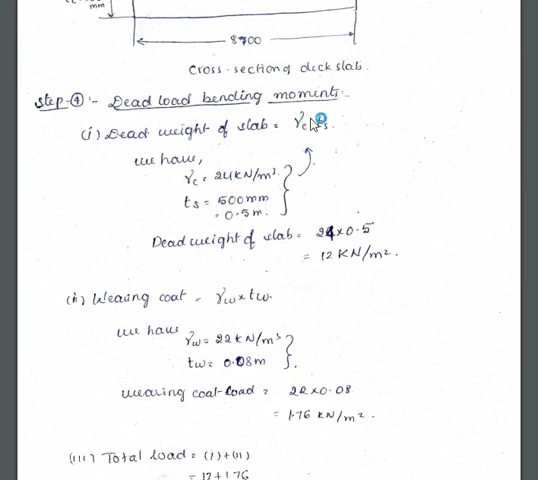 mm
8700
Cross-section of deck slab.
Step-④:- Dead load bending moments:-
(i) Dead weight of slab = γc ts.
we have,
γc = 24 KN/m³
ts = 500mm
= 0.5m.
Dead weight of slab = 24×0.5
= 12 KN/m².
(ii) Wearing coat = γw × tw.
we have
γw = 22 KN/m³
tw = 0.08m
wearing coat-load = 22×0.08
= 1.76 KN/m².
(iii) Total load = (i)+(ii)
= 12+1.76